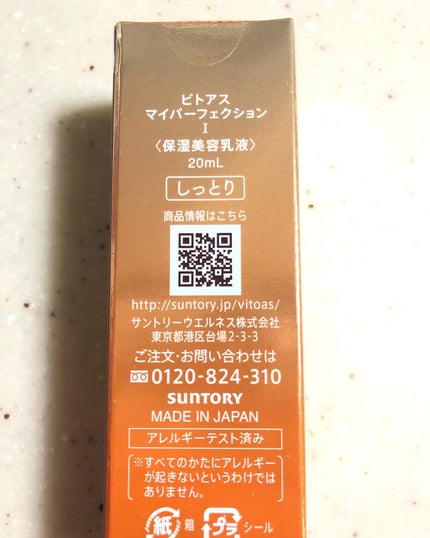 ビトアス
マイパーフェクション
I
〈保湿美容乳液〉
20mL
しっとり
商品情報はこちら
http://suntory.jp/vitoas/
サントリーウエルネス株式会社
東京都港区台場2-3-3
ご注文・お問い合わせは
0120-824-310
SUNTORY
MADE IN JAPAN
アレルギーテスト済み
※すべてのかたにアレルギー
が起きないというわけでは
ありません。
紙 箱 プラ シール